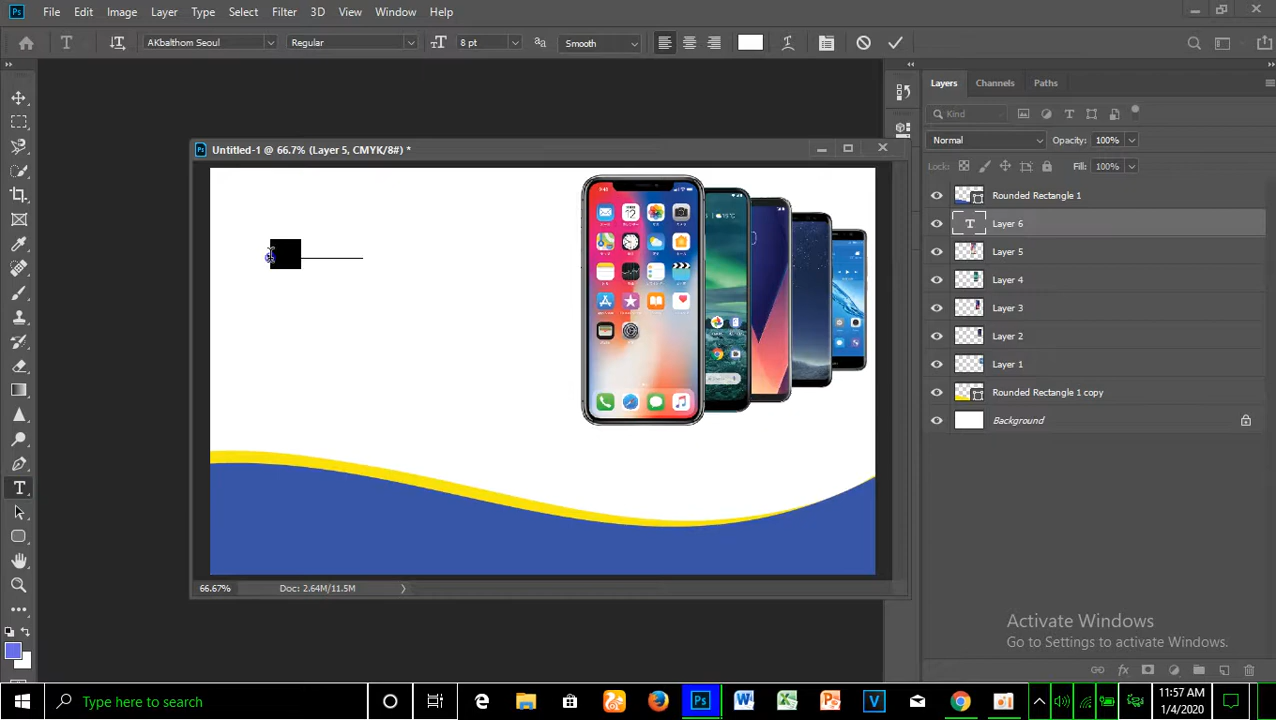 Ps File Edit Image Layer Type Select Filter 3D View Window Help
T AKbalthom Seoul Regular 8 pt Smooth
Layers Channels Paths
Kind
Normal Opacity: 100%
Lock: Fill: 100%
Untitled-1 @ 66.7% (Layer 5, CMYK/8#) *
Rounded Rectangle 1
Layer 6
Layer 5
Layer 4
Layer 3
Layer 2
Layer 1
Rounded Rectangle 1 copy
Background
66.67% Doc: 2.64M/11.5M
Activate Windows
Go to Settings to activate Windows.
Type here to search
11:57 AM
1/4/2020